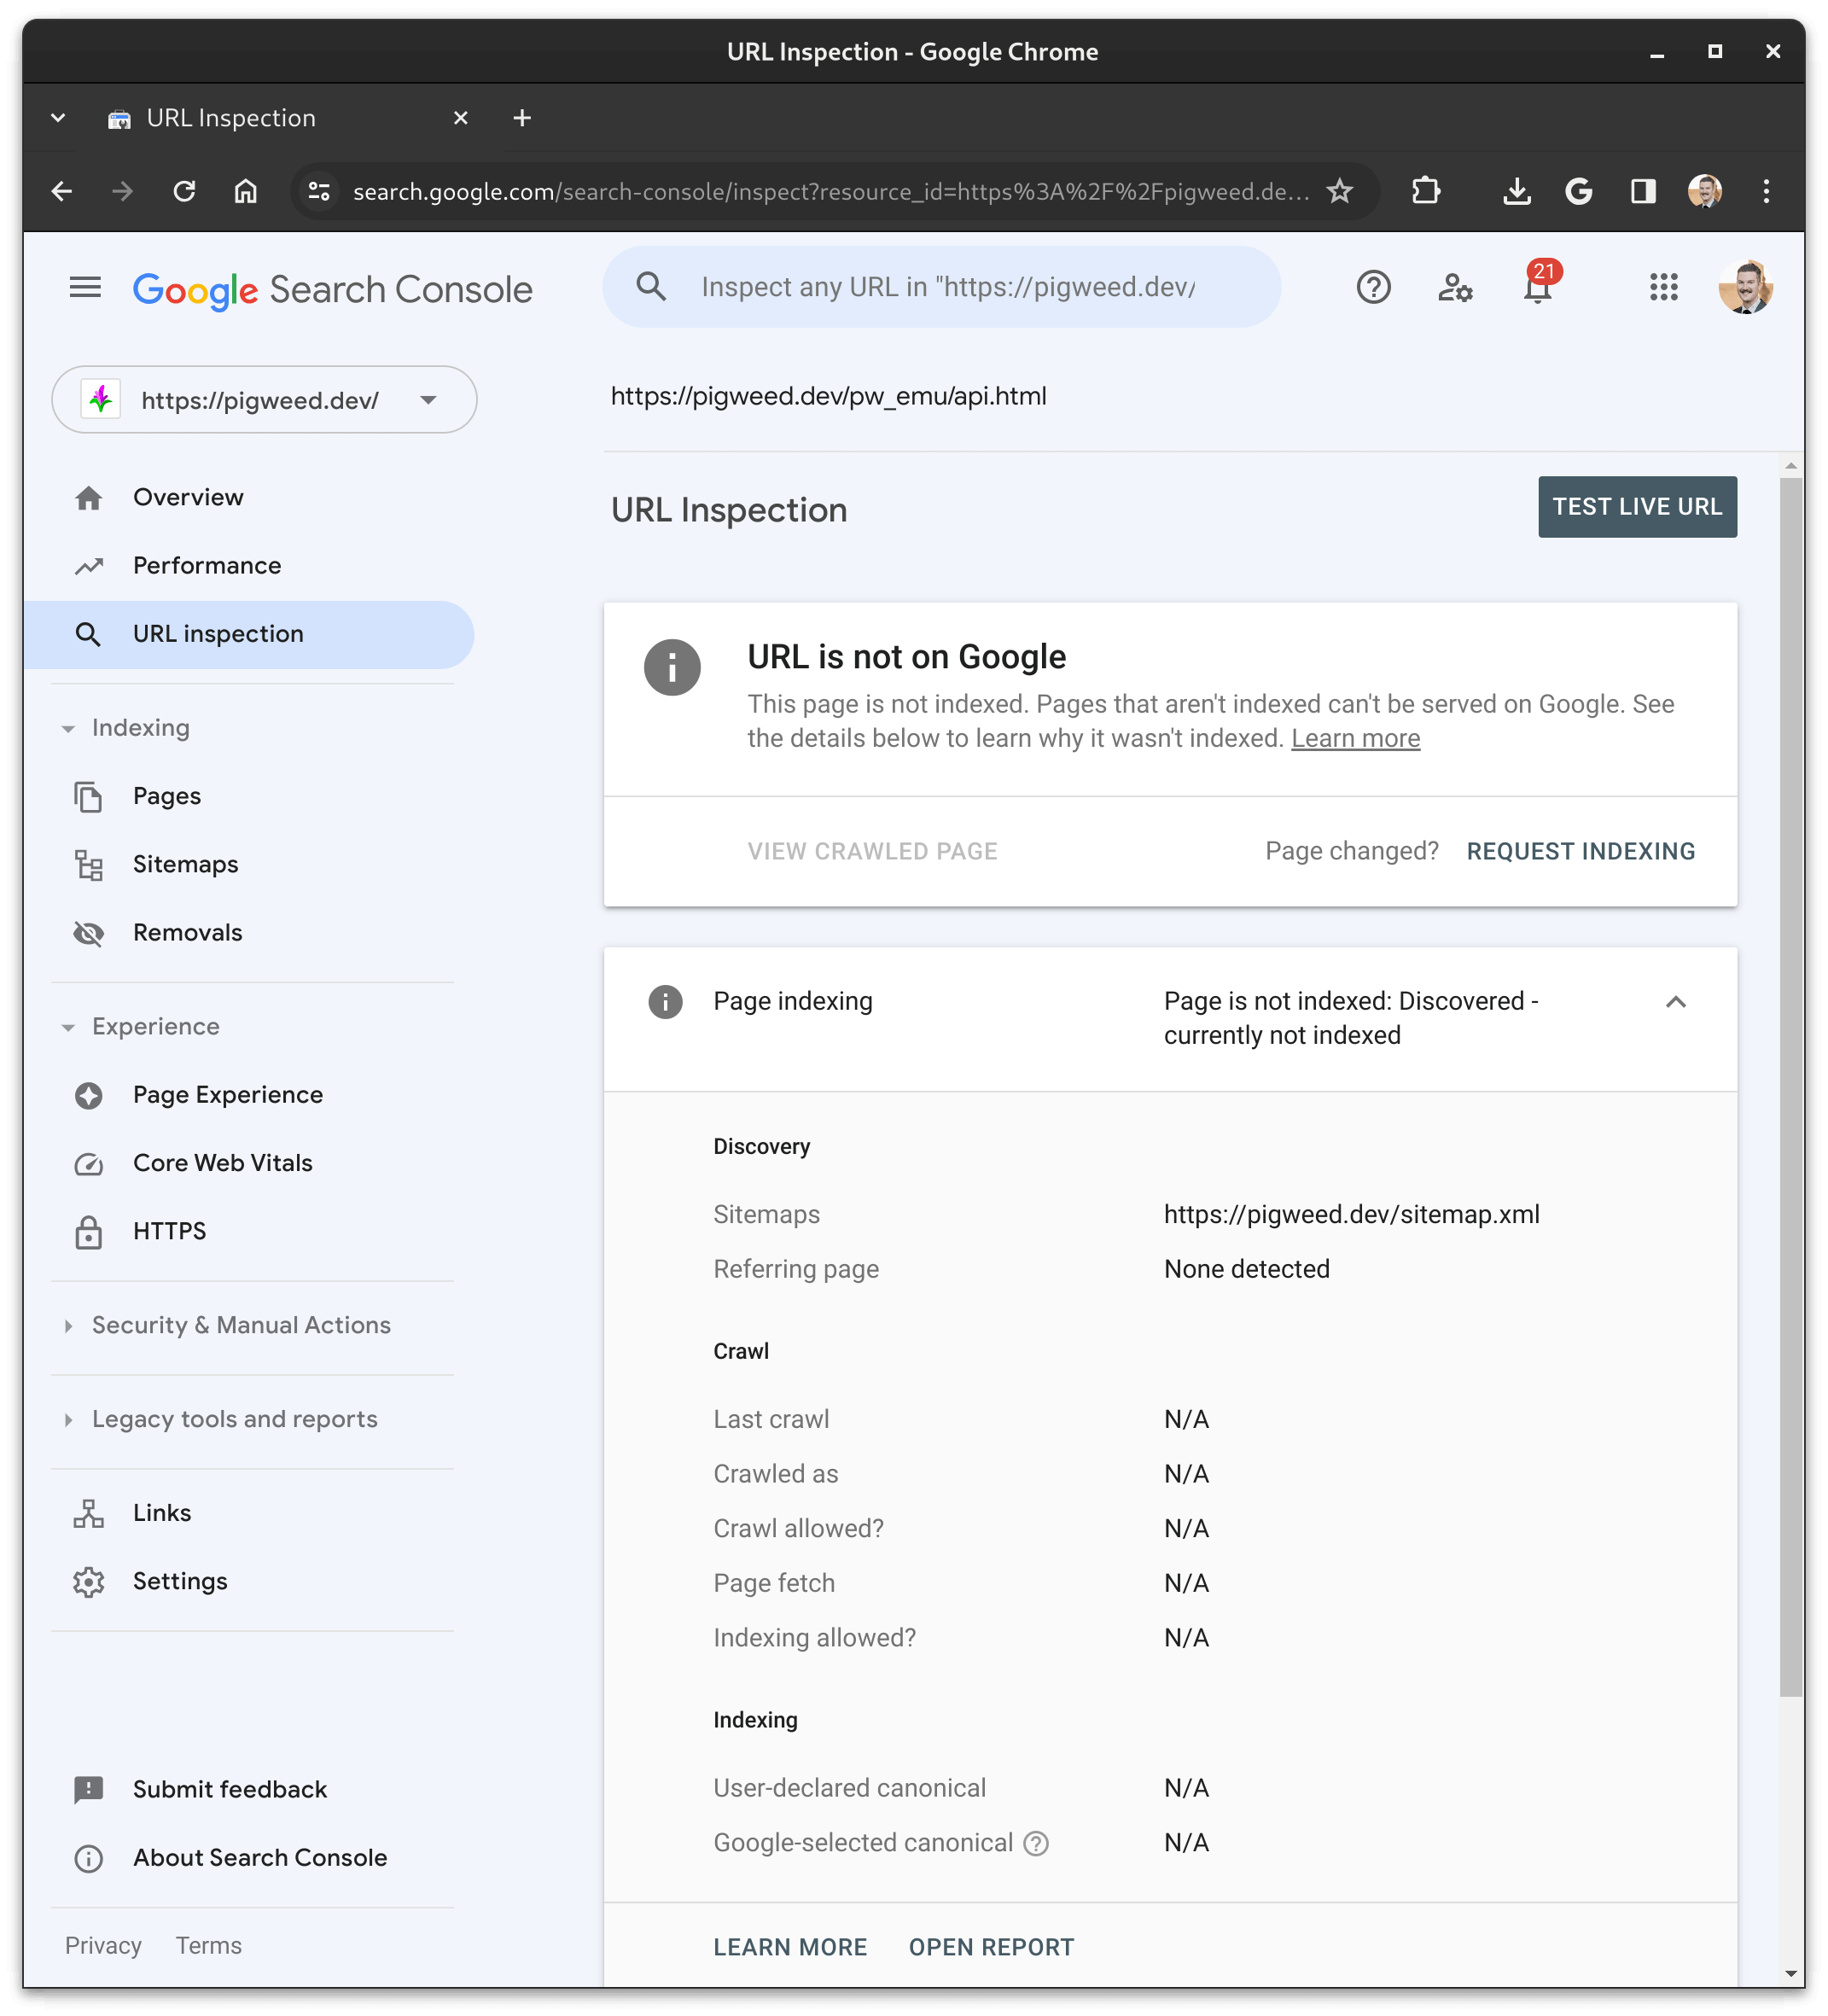 URL Inspection - Google Chrome
URL Inspection
search.google.com/search-console/inspect?resource_id=https%3A%2F%2Fpigweed.de...
Google Search Console
Inspect any URL in "https://pigweed.dev/
21
https://pigweed.dev/
https://pigweed.dev/pw_emu/api.html
Overview
Performance
URL inspection
Indexing
Pages
Sitemaps
Removals
Experience
Page Experience
Core Web Vitals
HTTPS
Security & Manual Actions
Legacy tools and reports
Links
Settings
Submit feedback
About Search Console
Privacy Terms
URL Inspection
TEST LIVE URL
URL is not on Google
This page is not indexed. Pages that aren't indexed can't be served on Google. See
the details below to learn why it wasn't indexed. Learn more
VIEW CRAWLED PAGE
Page changed? REQUEST INDEXING
Page indexing
Page is not indexed: Discovered -
currently not indexed
Discovery
Sitemaps https://pigweed.dev/sitemap.xml
Referring page None detected
Crawl
Last crawl N/A
Crawled as N/A
Crawl allowed? N/A
Page fetch N/A
Indexing allowed? N/A
Indexing
User-declared canonical N/A
Google-selected canonical N/A
LEARN MORE OPEN REPORT